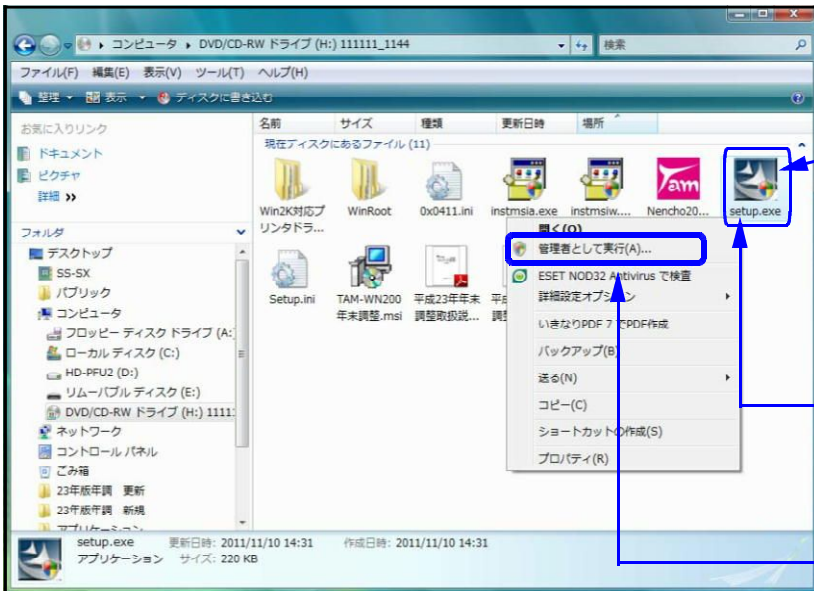 コンピュータ ▸ DVD/CD-RW ドライブ (H:) 111111_1144
検索
ファイル(F) 編集(E) 表示(V) ツール(T) ヘルプ(H)
整理 表示 ディスクに書き込む
お気に入りリンク
ドキュメント
ピクチャ
詳細 »
フォルダ
デスクトップ
SS-SX
パブリック
コンピュータ
フロッピー ディスク ドライブ (A:
ローカル ディスク (C:)
HD-PFU2 (D:)
リムーバブル ディスク (E:)
DVD/CD-RW ドライブ (H:) 1111:
ネットワーク
コントロール パネル
ごみ箱
23年版年調 更新
23年版年調 新規
アプリケーション
名前 サイズ 種類 更新日時 場所
現在ディスクにあるファイル (11)
Win2K対応プリンタドラ...
WinRoot
0x0411.ini
instmsia.exe
instmsiw....
Nencho20...
setup.exe
Yam
Setup.ini
TAM-WN200
年末調整.msi
平成23年年末
調整取扱説...
開く(O)
管理者として実行(A)...
ESET NOD32 Antivirus で検査
詳細設定オプション
いきなりPDF 7 でPDF作成
バックアップ(B)
送る(N)
コピー(C)
ショートカットの作成(S)
プロパティ(R)
setup.exe 更新日時: 2011/11/10 14:31 作成日時: 2011/11/10 14:31
アプリケーション サイズ: 220 KB